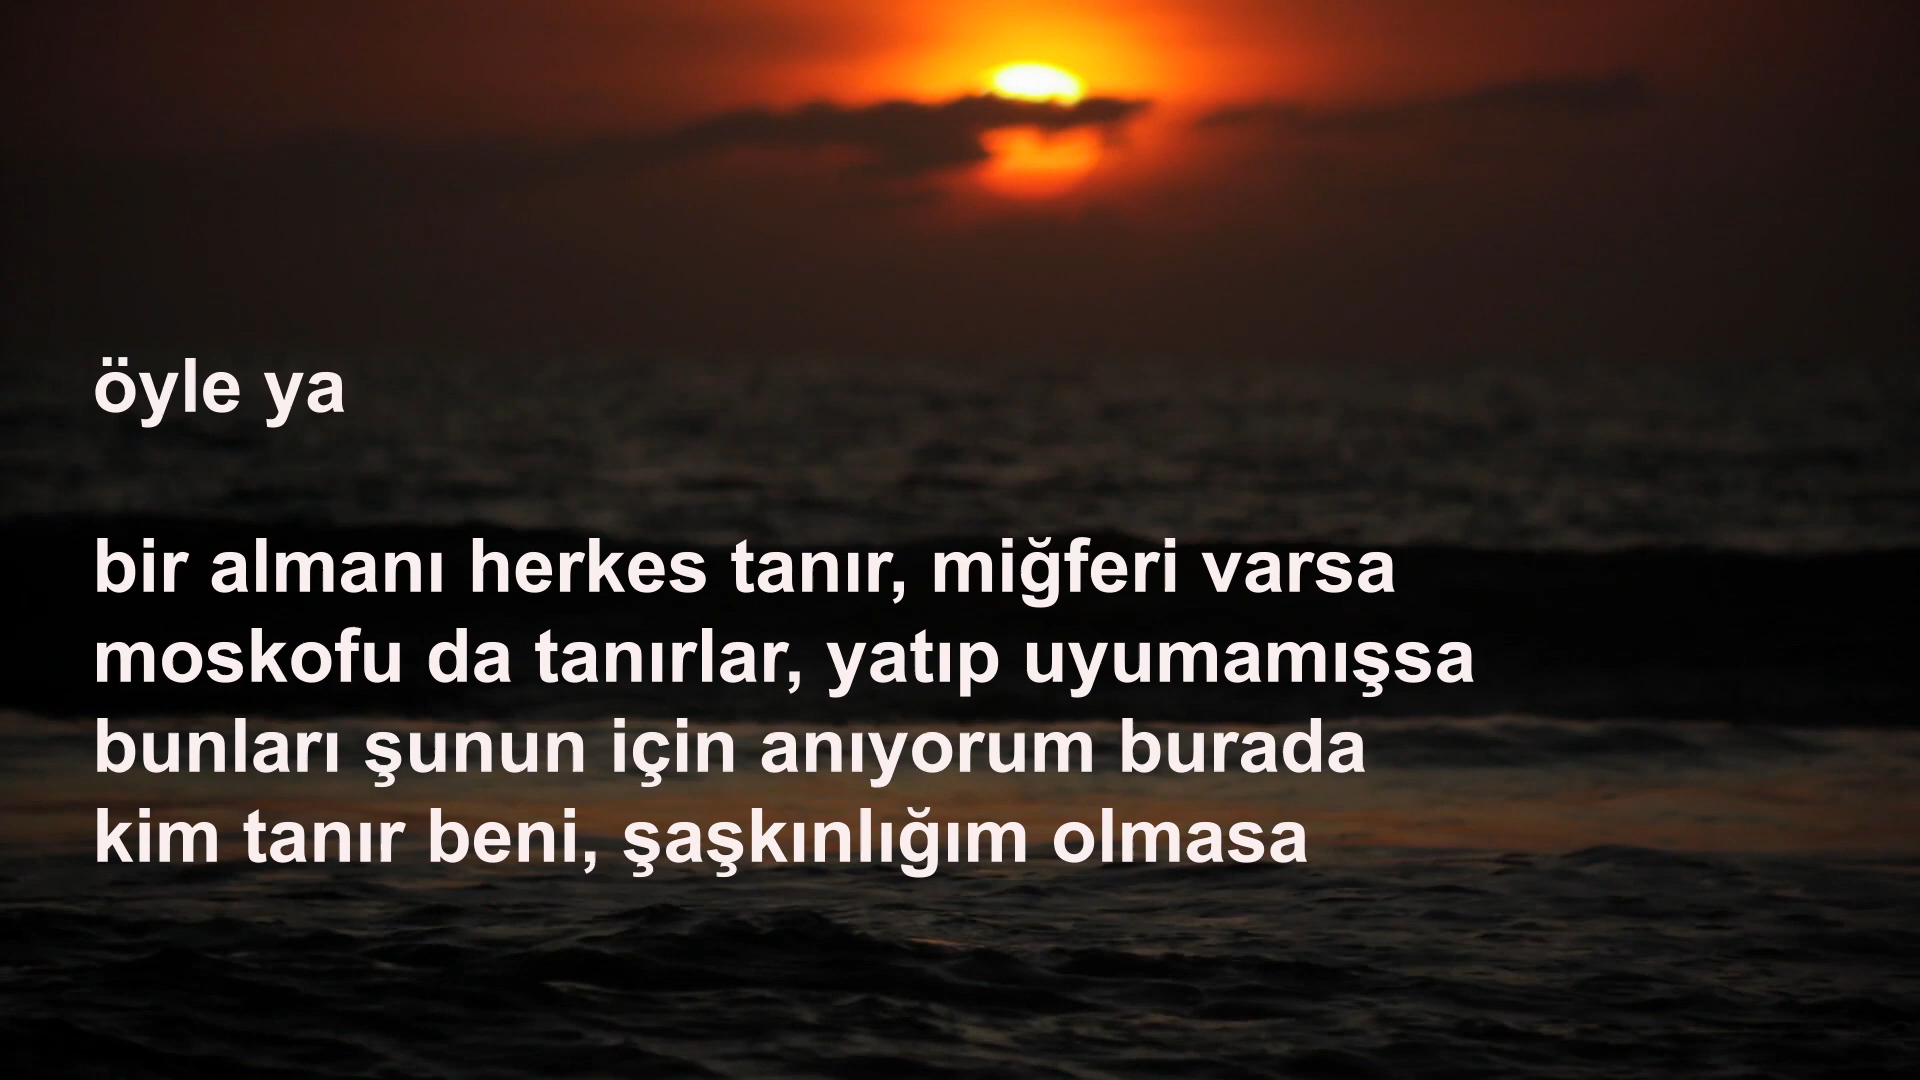 öyle ya
bir almanı herkes tanır, miğferi varsa
moskofu da tanırlar, yatıp uyumamışsa
bunları şunun için anıyorum burada
kim tanır beni, şaşkınlığım olmasa